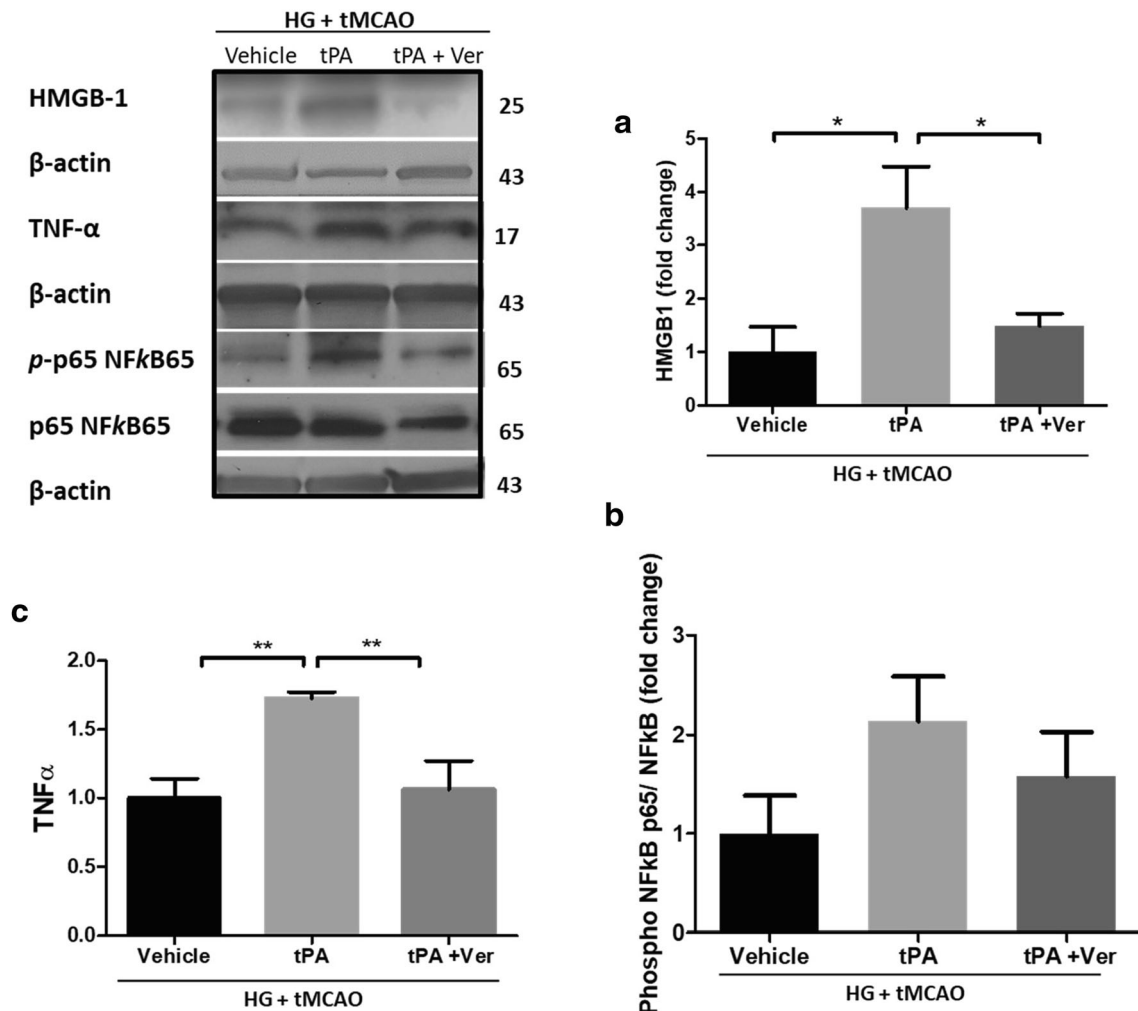 HG + tMCAO
Vehicle tPA tPA + Ver
HMGB-1 25
β-actin 43
TNF-α 17
β-actin 43
p-p65 NFkB65 65
p65 NFkB65 65
β-actin 43
a
* *
HMGB1 (fold change)
5
4
3
2
1
0
Vehicle tPA tPA +Ver
HG + tMCAO
b
Phospho NFkB p65/ NFkB (fold change)
3
2
1
0
Vehicle tPA tPA +Ver
HG + tMCAO
c
** **
TNFα
2.0
1.5
1.0
0.5
0.0
Vehicle tPA tPA +Ver
HG + tMCAO